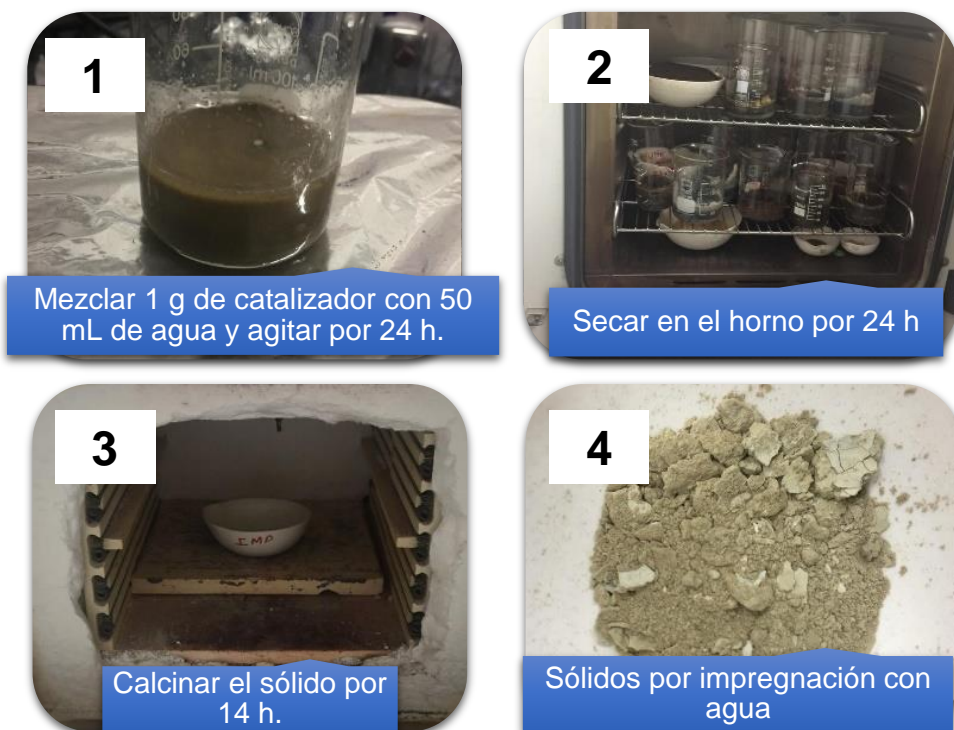 1
Mezclar 1 g de catalizador con 50
mL de agua y agitar por 24 h.
2
Secar en el horno por 24 h
3
IMP
Calcinar el sólido por
14 h.
4
Sólidos por impregnación con
agua